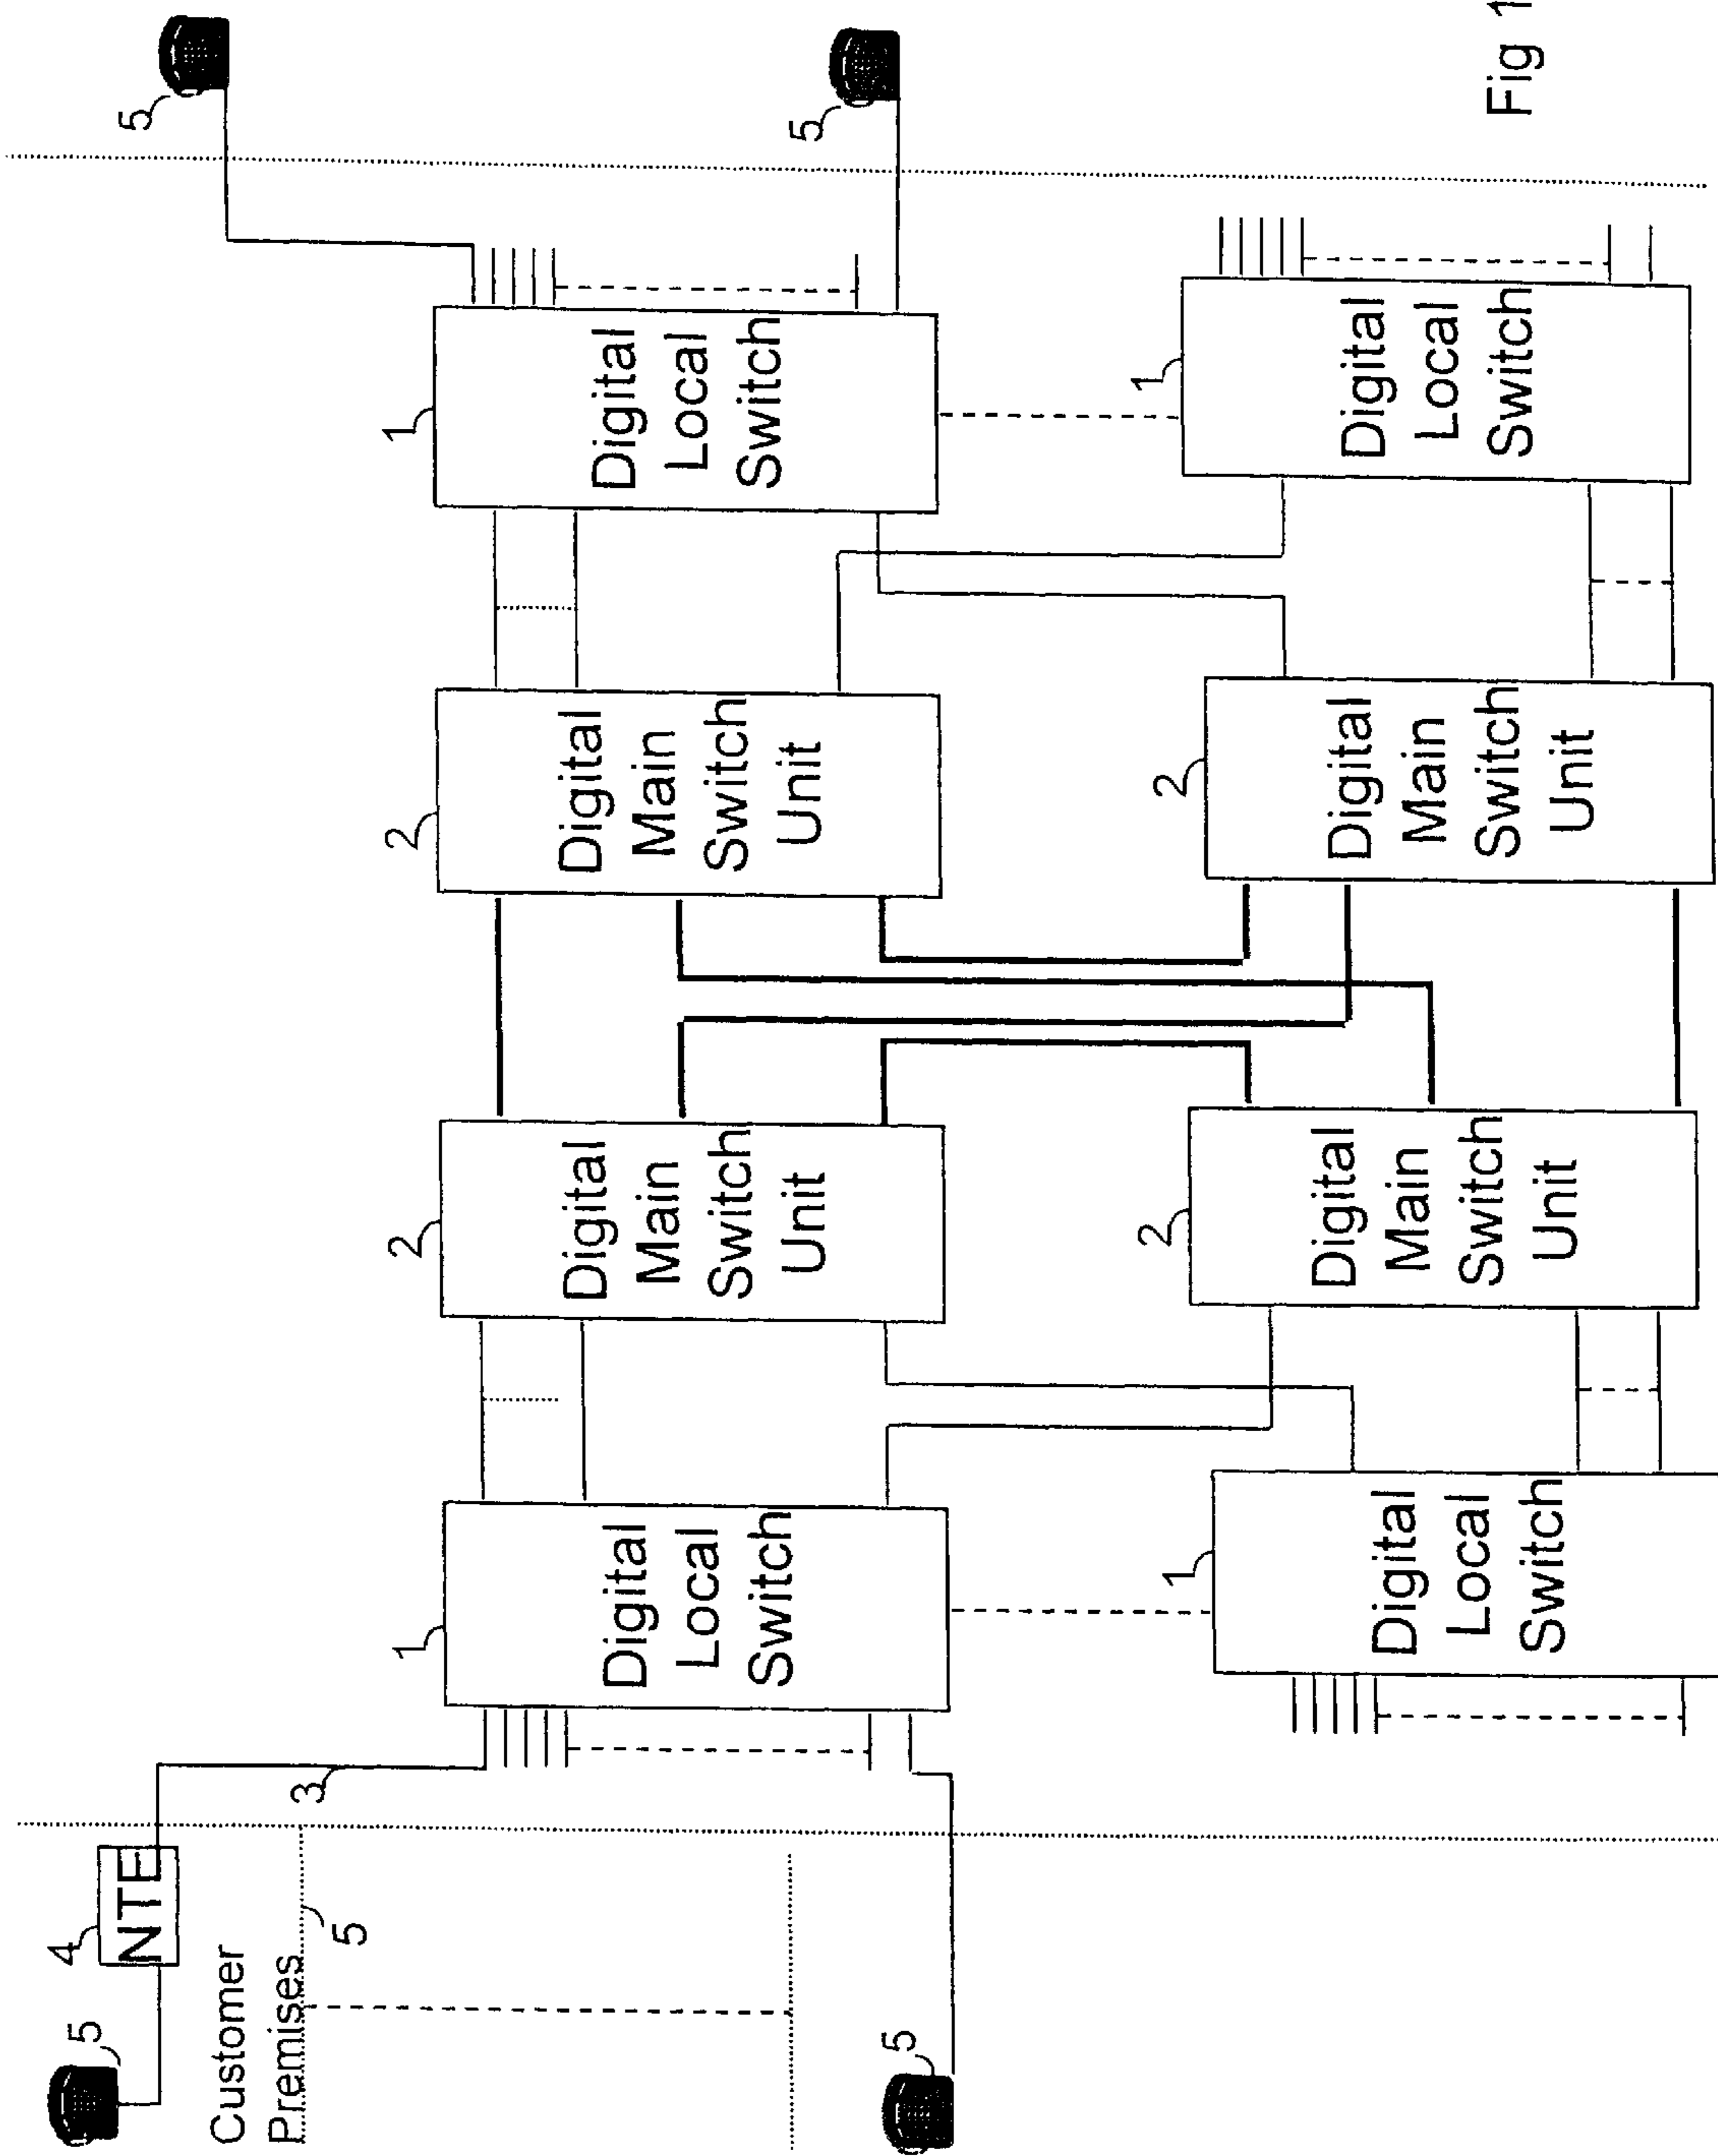 4
5
5
NTE
Customer
Premises
3
5
1
2
2
1
Digital
Local
Switch
Digital
Main
Switch
Unit
Digital
Main
Switch
Unit
Digital
Local
Switch
5
5
1
2
2
1
Digital
Local
Switch
Digital
Main
Switch
Unit
Digital
Main
Switch
Unit
Digital
Local
Switch
Fig 1